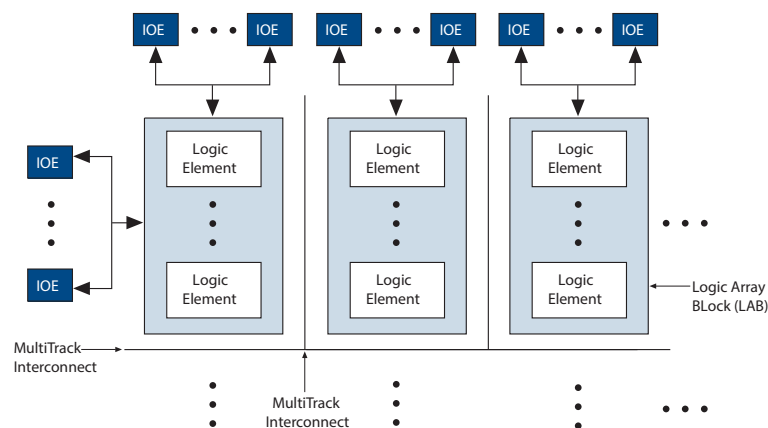 IOE
IOE
IOE
IOE
IOE
IOE
Logic
Element
Logic
Element
Logic
Element
IOE
IOE
Logic
Element
Logic
Element
Logic
Element
Logic Array
BLock (LAB)
MultiTrack
Interconnect
MultiTrack
Interconnect